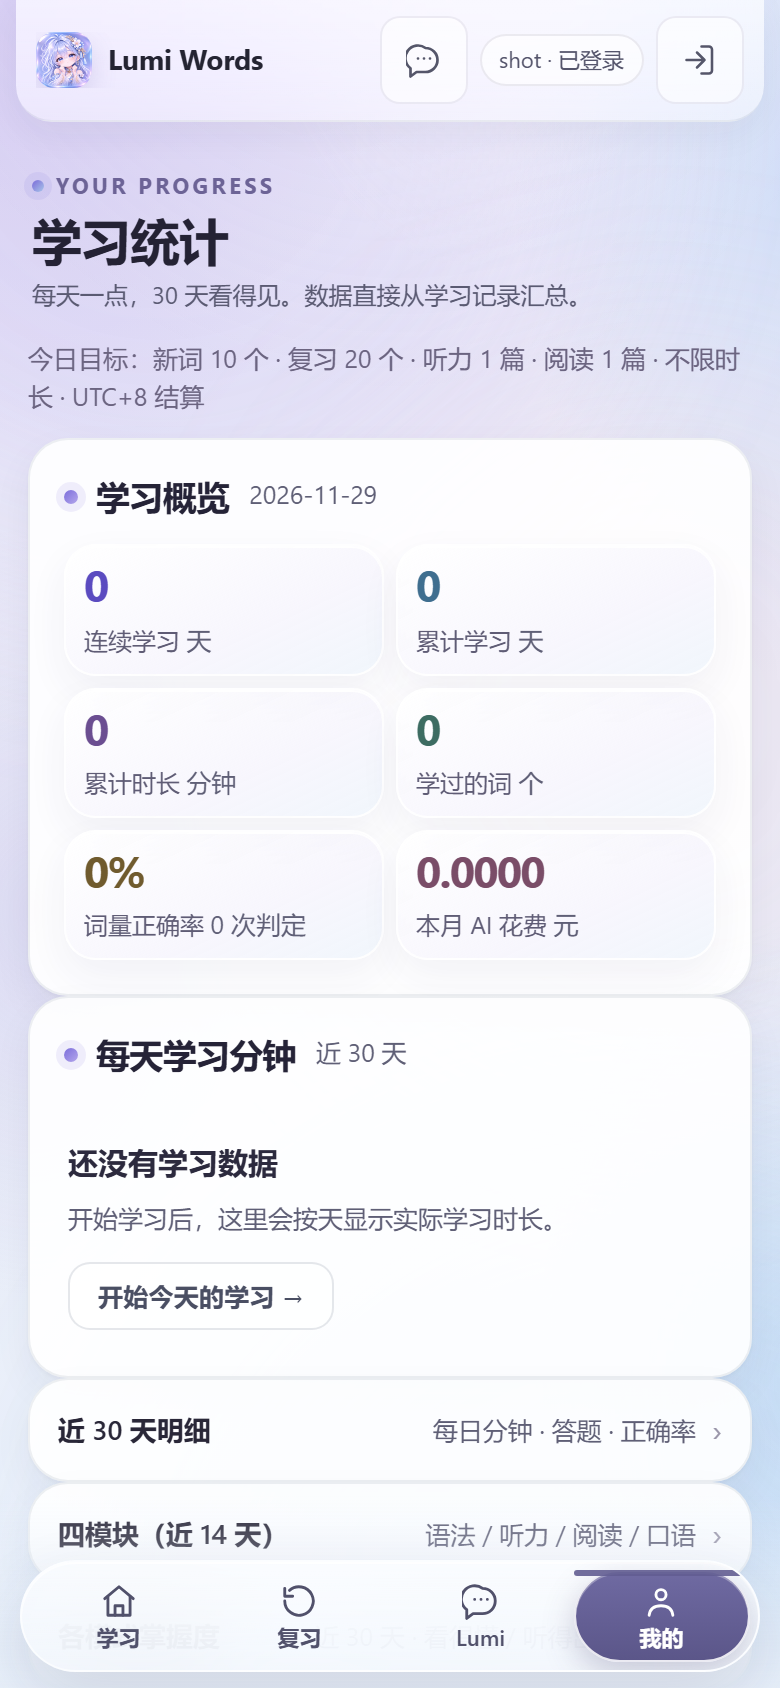 Lumi Words
shot · 已登录
YOUR PROGRESS
学习统计
每天一点，30 天看得见。数据直接从学习记录汇总。
今日目标：新词 10 个 · 复习 20 个 · 听力 1 篇 · 阅读 1 篇 · 不限时
长 · UTC+8 结算
学习概览 2026-11-29
0
连续学习 天
0
累计学习 天
0
累计时长 分钟
0
学过的词 个
0%
词量正确率 0 次判定
0.0000
本月 AI 花费 元
每天学习分钟 近 30 天
还没有学习数据
开始学习后，这里会按天显示实际学习时长。
开始今天的学习 →
近 30 天明细
每日分钟 · 答题 · 正确率 ›
四模块（近 14 天）
语法 / 听力 / 阅读 / 口语 ›
学习
复习
Lumi
我的